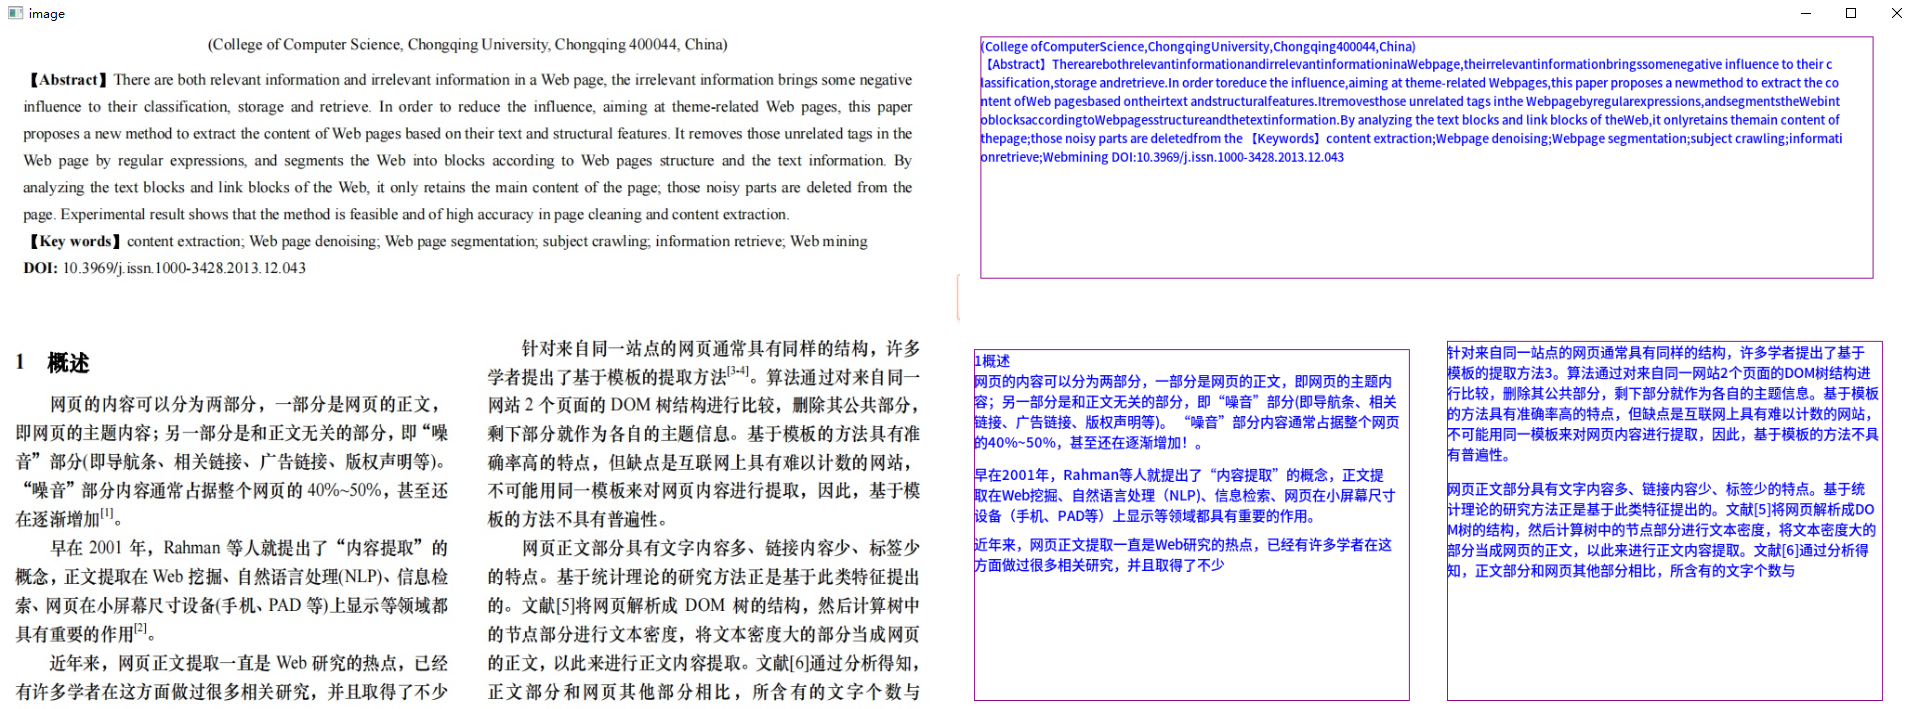 image
(College of Computer Science, Chongqing University, Chongqing 400044, China)
【Abstract】There are both relevant information and irrelevant information in a Web page, the irrelevant information brings some negative
influence to their classification, storage and retrieve. In order to reduce the influence, aiming at theme-related Web pages, this paper
proposes a new method to extract the content of Web pages based on their text and structural features. It removes those unrelated tags in the
Web page by regular expressions, and segments the Web into blocks according to Web pages structure and the text information. By
analyzing the text blocks and link blocks of the Web, it only retains the main content of the page; those noisy parts are deleted from the
page. Experimental result shows that the method is feasible and of high accuracy in page cleaning and content extraction.
【Key words】content extraction; Web page denoising; Web page segmentation; subject crawling; information retrieve; Web mining
DOI: 10.3969/j.issn.1000-3428.2013.12.043
1 概述
网页的内容可以分为两部分，一部分是网页的正文，
即网页的主题内容；另一部分是和正文无关的部分，即“噪
音”部分(即导航条、相关链接、广告链接、版权声明等)。
“噪音”部分内容通常占据整个网页的 40%~50%，甚至还
在逐渐增加[1]。
早在 2001 年，Rahman 等人就提出了“内容提取”的
概念，正文提取在 Web 挖掘、自然语言处理(NLP)、信息检
索、网页在小屏幕尺寸设备(手机、PAD 等)上显示等领域都
具有重要的作用[2]。
近年来，网页正文提取一直是 Web 研究的热点，已经
有许多学者在这方面做过很多相关研究，并且取得了不少
针对来自同一站点的网页通常具有同样的结构，许多
学者提出了基于模板的提取方法[3-4]。算法通过对来自同一
网站 2 个页面的 DOM 树结构进行比较，删除其公共部分，
剩下部分就作为各自的主题信息。基于模板的方法具有准
确率高的特点，但缺点是互联网上具有难以计数的网站，
不可能用同一模板来对网页内容进行提取，因此，基于模
板的方法不具有普遍性。
网页正文部分具有文字内容多、链接内容少、标签少
的特点。基于统计理论的研究方法正是基于此类特征提出
的。文献[5]将网页解析成 DOM 树的结构，然后计算树中
的节点部分进行文本密度，将文本密度大的部分当成网页
的正文，以此来进行正文内容提取。文献[6]通过分析得知，
正文部分和网页其他部分相比，所含有的文字个数与
(College ofComputerScience,ChongqingUniversity,Chongqing400044,China)
【Abstract】TherearebothrelevantinformationandirrelevantinformationinaWebpage,theirrelevantinformationbringssomenegative influence to their c
lassification,storage andretrieve.In order toreduce the influence,aiming at theme-related Webpages,this paper proposes a newmethod to extract the co
ntent ofWeb pagesbased ontheirtext andstructuralfeatures.Itremovesthose unrelated tags inthe Webpagebyregularexpressions,andsegmentstheWebint
oblocksaccordingtoWebpagesstructureandthetextinformation.By analyzing the text blocks and link blocks of theWeb,it onlyretains themain content of
thepage;those noisy parts are deletedfrom the 【Keywords】content extraction;Webpage denoising;Webpage segmentation;subject crawling;informati
onretrieve;Webmining DOI:10.3969/j.issn.1000-3428.2013.12.043
1概述
网页的内容可以分为两部分，一部分是网页的正文，即网页的主题内
容；另一部分是和正文无关的部分，即“噪音”部分(即导航条、相关
链接、广告链接、版权声明等)。 “噪音”部分内容通常占据整个网页
的40%~50%，甚至还在逐渐增加！。
早在2001年，Rahman等人就提出了“内容提取”的概念，正文提
取在Web挖掘、自然语言处理（NLP)、信息检索、网页在小屏幕尺寸
设备（手机、PAD等）上显示等领域都具有重要的作用。
近年来，网页正文提取一直是Web研究的热点，已经有许多学者在这
方面做过很多相关研究，并且取得了不少
针对来自同一站点的网页通常具有同样的结构，许多学者提出了基于
模板的提取方法3。算法通过对来自同一网站2个页面的DOM树结构进
行比较，删除其公共部分，剩下部分就作为各自的主题信息。基于模板
的方法具有准确率高的特点，但缺点是互联网上具有难以计数的网站，
不可能用同一模板来对网页内容进行提取，因此，基于模板的方法不具
有普遍性。
网页正文部分具有文字内容多、链接内容少、标签少的特点。基于统
计理论的研究方法正是基于此类特征提出的。文献[5]将网页解析成DO
M树的结构，然后计算树中的节点部分进行文本密度，将文本密度大的
部分当成网页的正文，以此来进行正文内容提取。文献[6]通过分析得
知，正文部分和网页其他部分相比，所含有的文字个数与